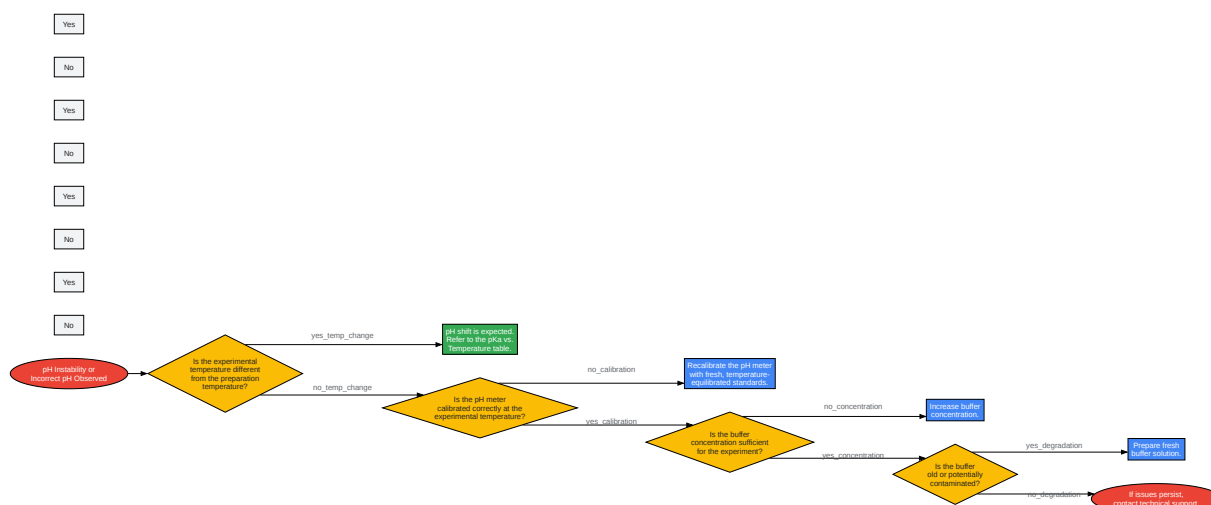 Yes
No
Yes
No
Yes
No
Yes
No
pH Instability or
Incorrect pH Observed
Is the experimental
temperature different
from the preparation
temperature?
yes_temp_change
pH shift is expected.
Refer to the pKa vs.
Temperature table.
no_temp_change
Is the pH meter
calibrated correctly at the
experimental temperature?
no_calibration
Recalibrate the pH meter
with fresh, temperature-
equilibrated standards.
yes_calibration
Is the buffer
concentration sufficient
for the experiment?
no_concentration
Increase buffer
concentration.
yes_concentration
Is the buffer
old or potentially
contaminated?
yes_degradation
Prepare fresh
buffer solution.
no_degradation
If issues persist,
contact technical support